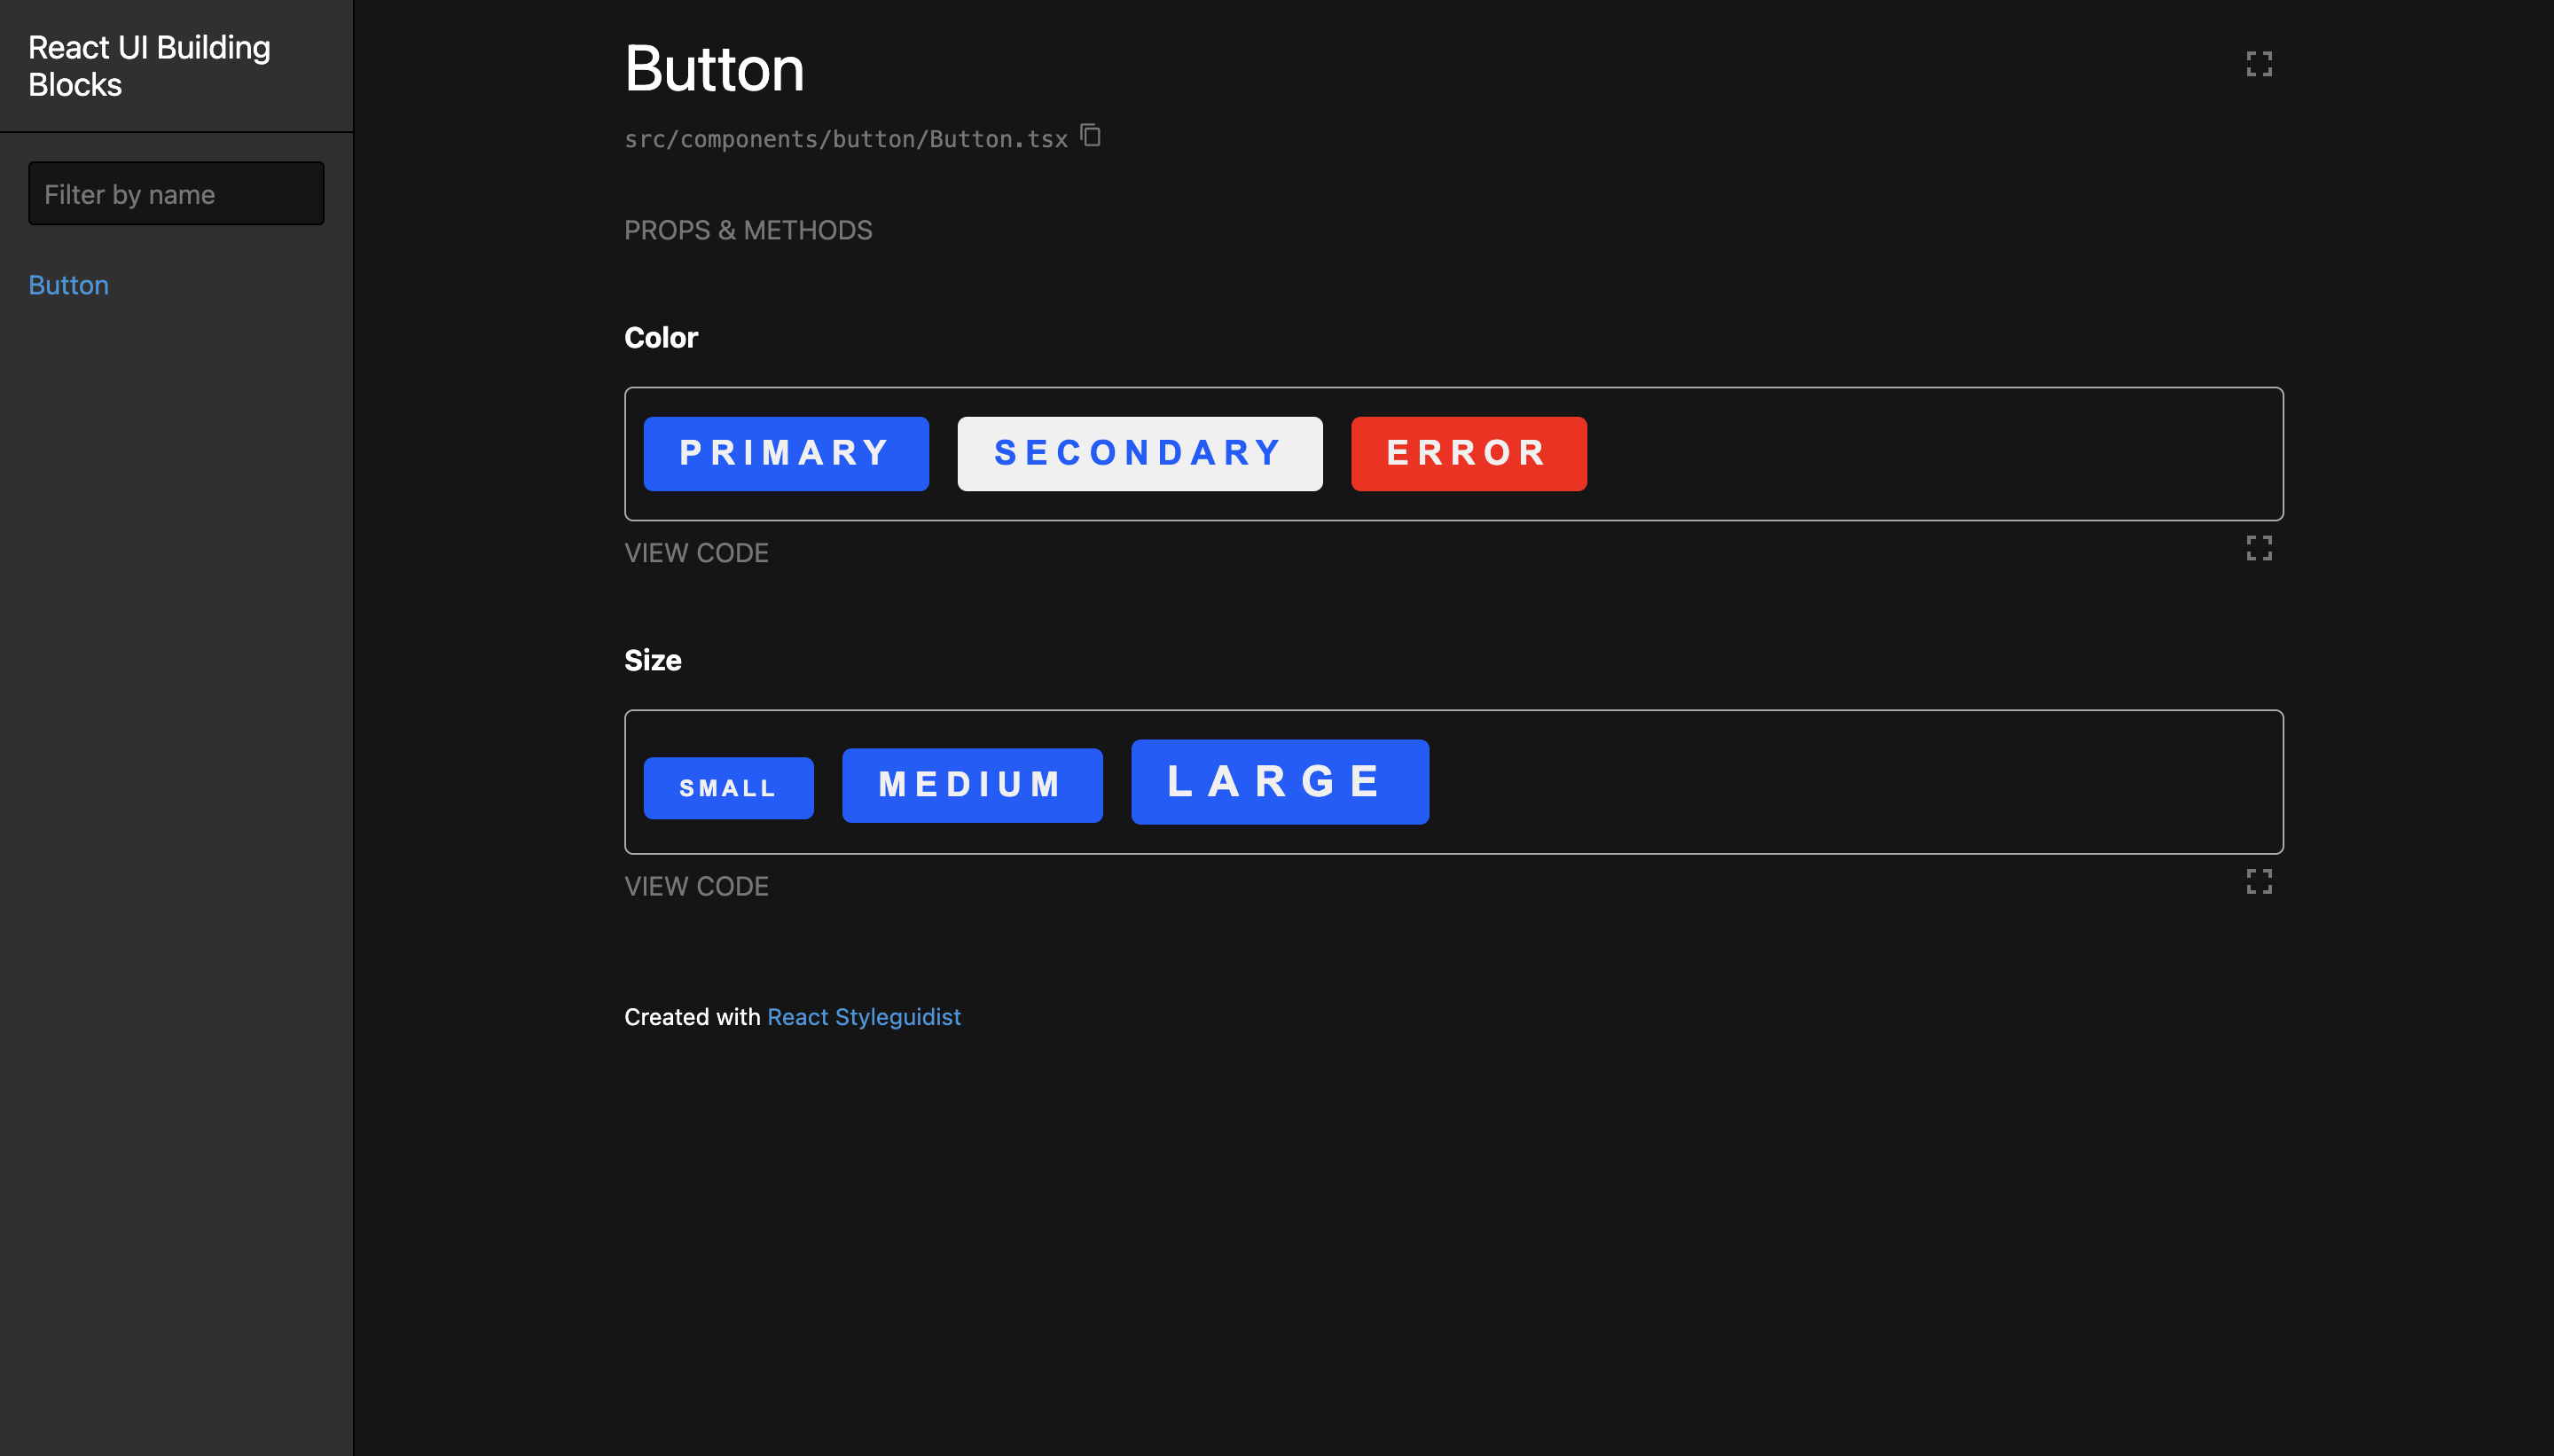 React UI Building
Blocks
Filter by name
Button
Button
src/components/button/Button.tsx
PROPS & METHODS
Color
PRIMARY SECONDARY ERROR
VIEW CODE
Size
SMALL MEDIUM LARGE
VIEW CODE
Created with React Styleguidist